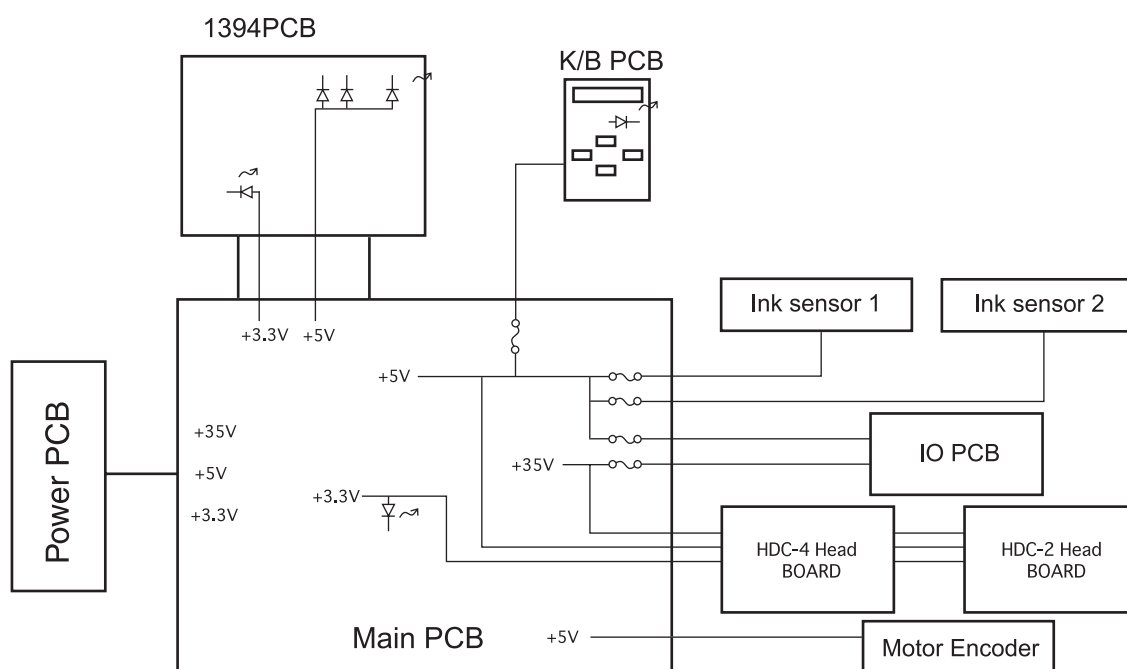 1394PCB
K/B PCB
+3.3V
+5V
Ink sensor 1
Ink sensor 2
+5V
Power PCB
+35V
+5V
+3.3V
+35V
IO PCB
+3.3V
HDC-4 Head
BOARD
HDC-2 Head
BOARD
Main PCB
+5V
Motor Encoder